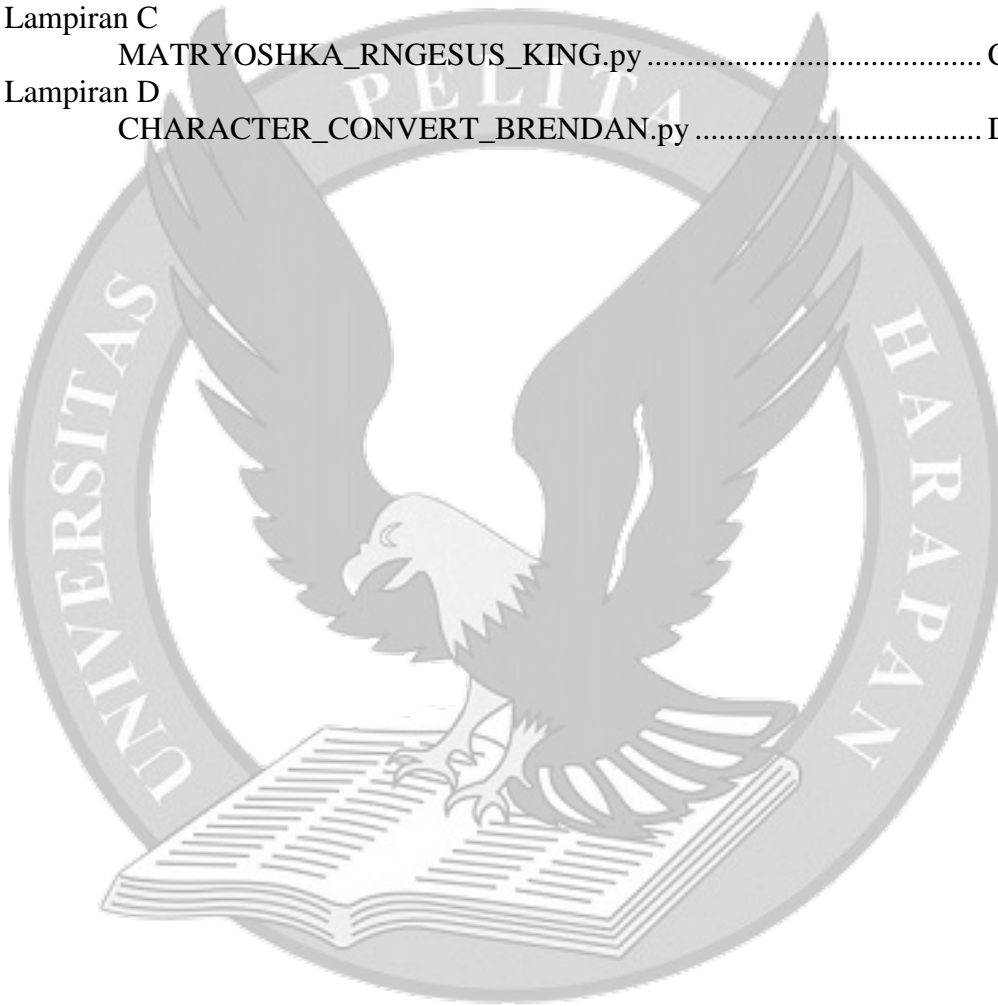 Lampiran C
MATRYOSHKA_RNGESUS_KING.py .................................... C
Lampiran D
CHARACTER_CONVERT_BRENDAN.py ............................... D
UNIVERSITAS PELITA HARAPAN